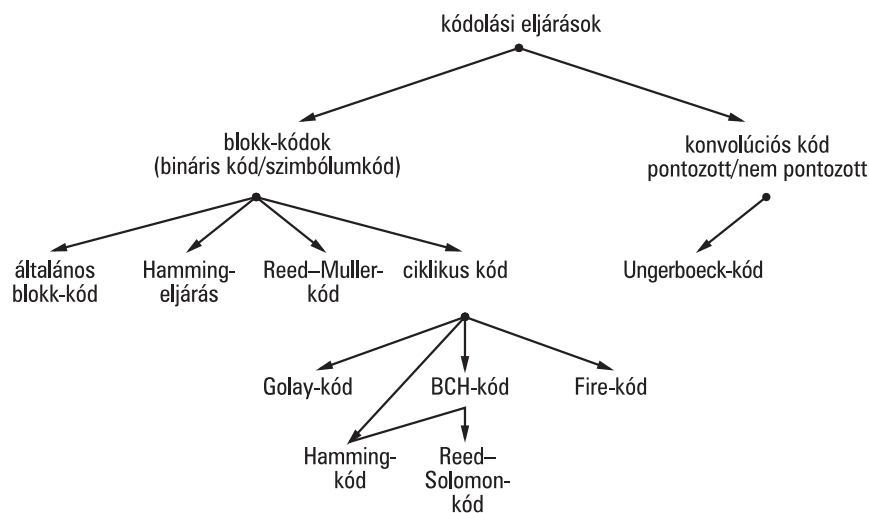 kódolási eljárások
blokk-kódok
(bináris kód/szimbólumkód)
konvolúciós kód
pontozott/nem pontozott
általános
blokk-kód
Hamming-
eljárás
Reed–Muller-
kód
ciklikus kód
Ungerboeck-kód
Golay-kód
BCH-kód
Fire-kód
Hamming-
kód
Reed–
Solomon-
kód